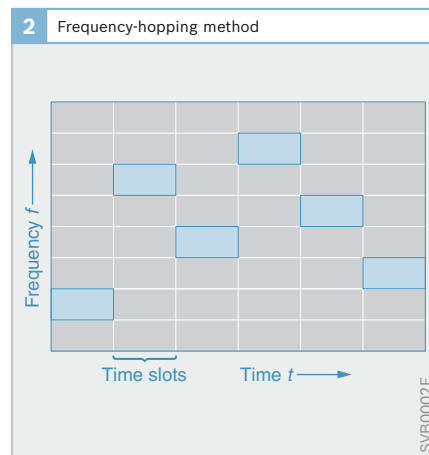 2 Frequency-hopping method
Frequency f
Time slots
Time t
SVB0002E